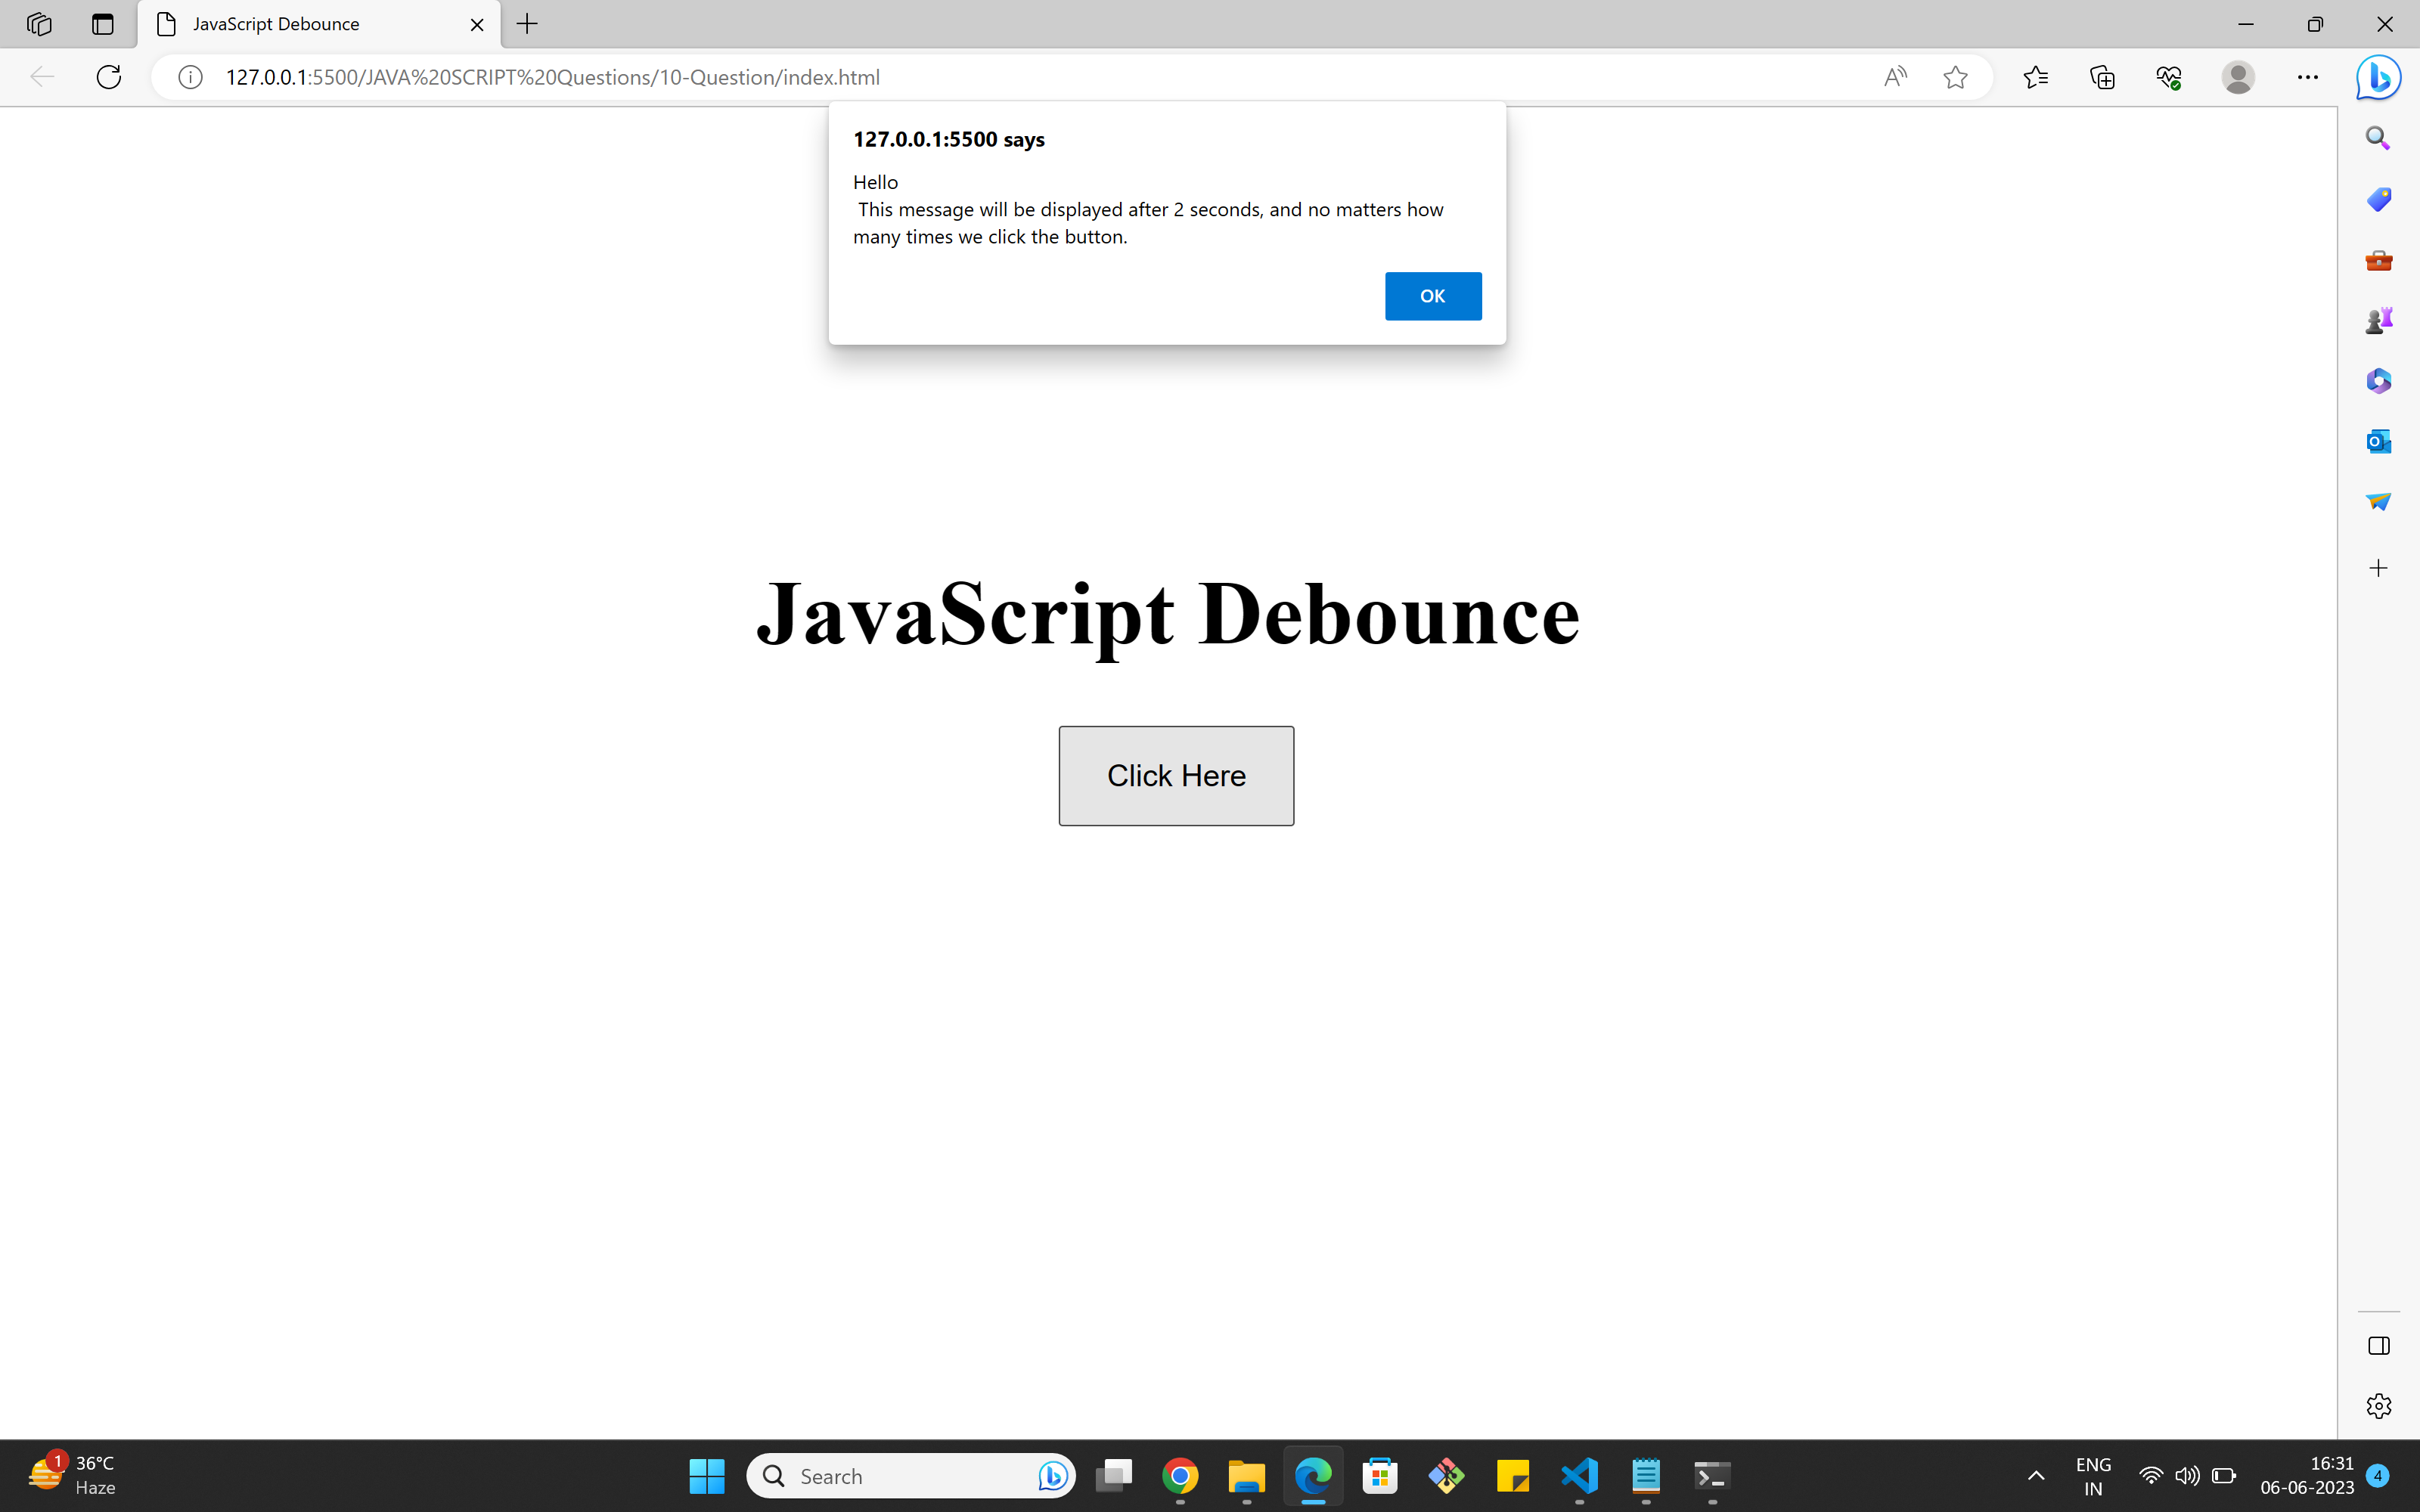 JavaScript Debounce
127.0.0.1:5500/JAVA%20SCRIPT%20Questions/10-Question/index.html
127.0.0.1:5500 says
Hello
This message will be displayed after 2 seconds, and no matters how
many times we click the button.
OK
JavaScript Debounce
Click Here
1
36°C
Haze
Search
ENG
IN
16:31
06-06-2023
4